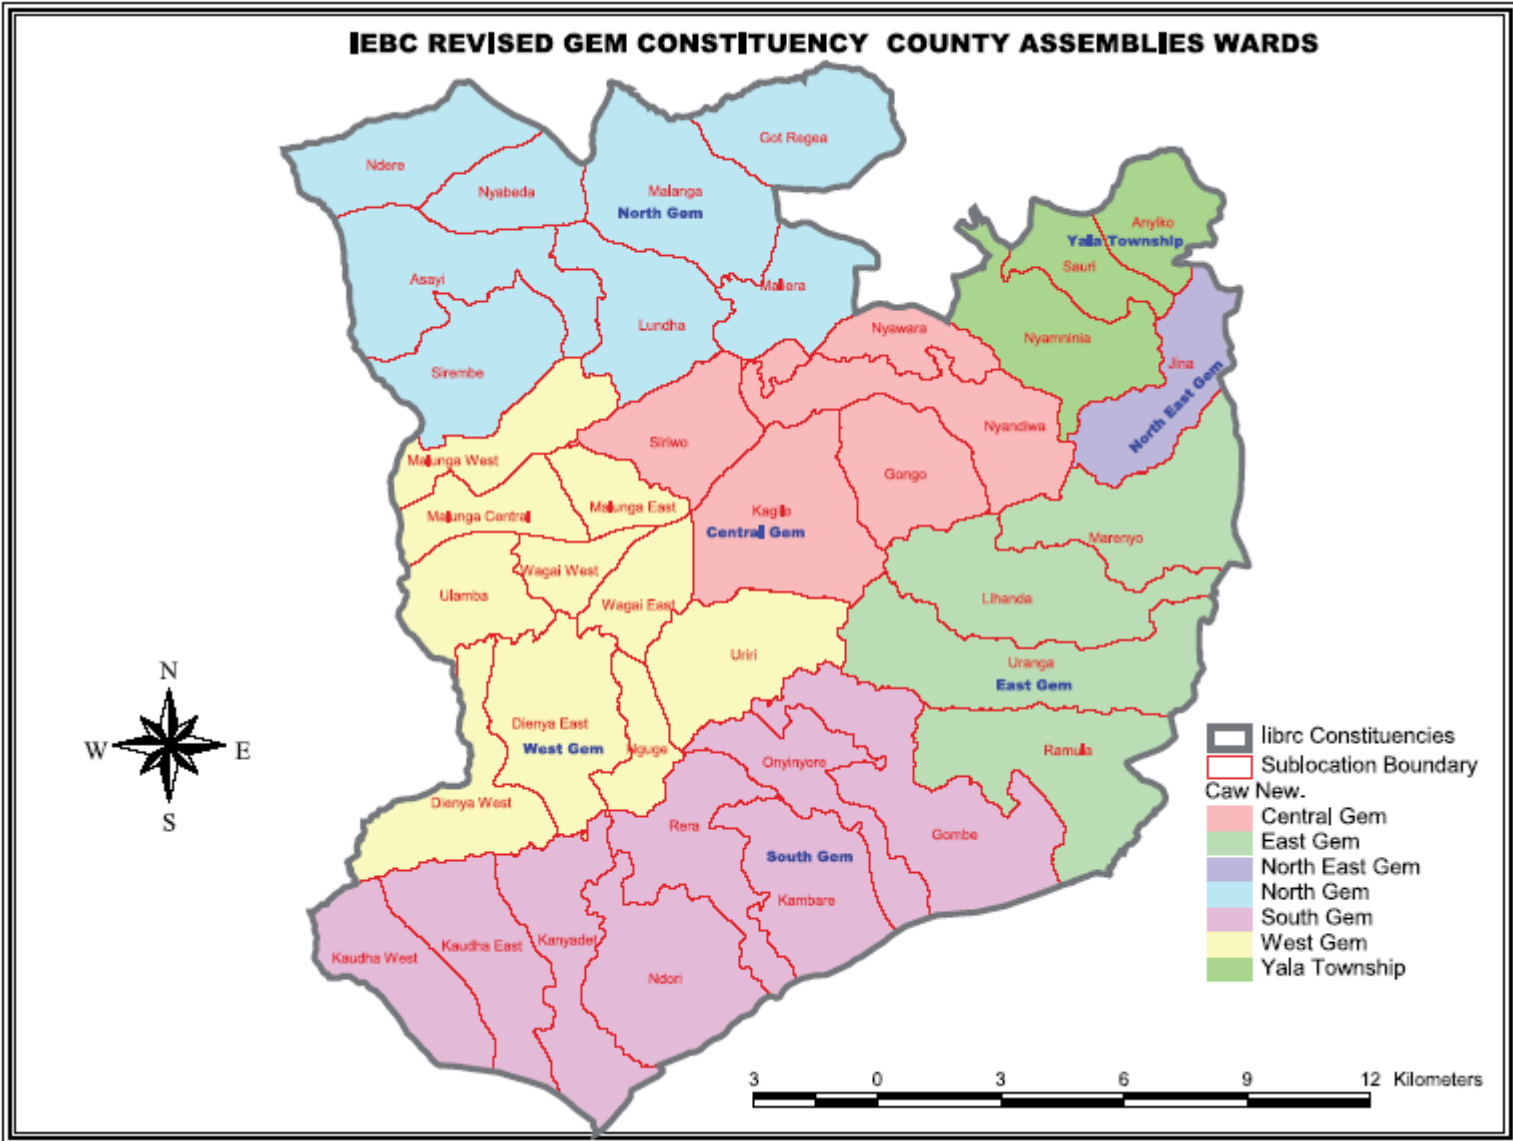 IEBC REVISED GEM CONSTITUENCY COUNTY ASSEMBLIES WARDS
Got Regea
Ndere
Nyabeda
Malanga
North Gem
Anyiko
Yala Township
Sauri
Asayi
Maliera
Lundha
Nyawara
Nyamninia
Jina
Sirembe
North East Gem
Siriwo
Nyandiwa
Malunga West
Gongo
Malunga East
Kagilo
Malunga Central
Central Gem
Marenyo
Wagai West
Ulamba
Lihanda
Wagai East
Uriri
Uranga
East Gem
N
W
E
S
Dienya East
West Gem
Nguge
Onyinyore
Ramula
Dienya West
Rera
Gombe
South Gem
Kambare
Kaudha West
Kaudha East
Kanyadet
Ndori
Iibrc Constituencies
Sublocation Boundary
Caw New.
Central Gem
East Gem
North East Gem
North Gem
South Gem
West Gem
Yala Township
3 0 3 6 9 12 Kilometers